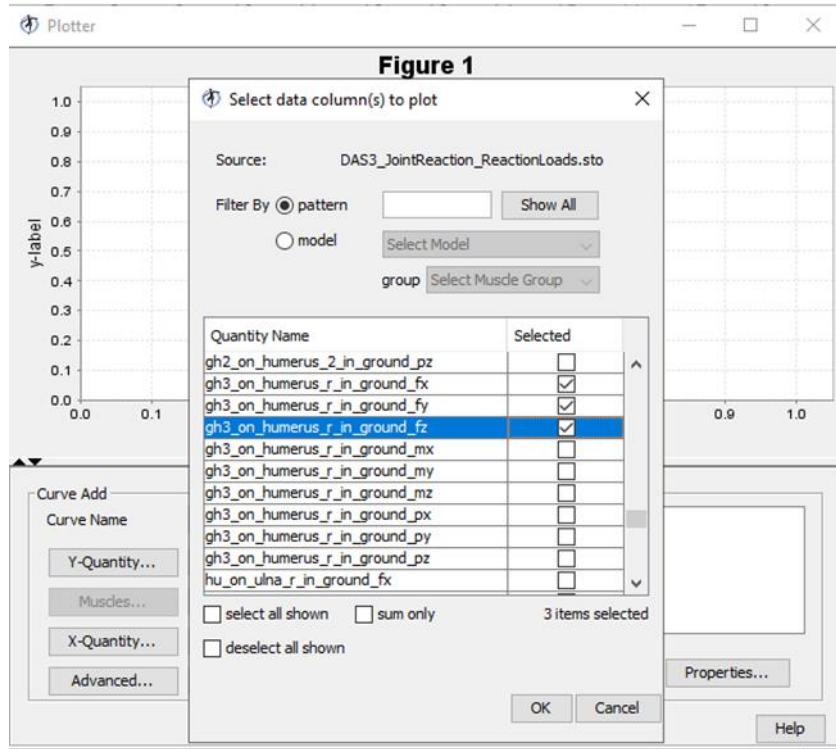 Plotter
Figure 1
1.0
0.9
0.8
0.7
0.6
0.5
0.4
0.3
0.2
0.1
0.0
y-label
0.0 0.1 0.9 1.0
Select data column(s) to plot
Source: DAS3_JointReaction_ReactionLoads.sto
Filter By pattern Show All
model Select Model
group Select Muscle Group
Quantity Name Selected
gh2_on_humerus_2_in_ground_pz
gh3_on_humerus_r_in_ground_fx
gh3_on_humerus_r_in_ground_fy
gh3_on_humerus_r_in_ground_fz
gh3_on_humerus_r_in_ground_mx
gh3_on_humerus_r_in_ground_my
gh3_on_humerus_r_in_ground_mz
gh3_on_humerus_r_in_ground_px
gh3_on_humerus_r_in_ground_py
gh3_on_humerus_r_in_ground_pz
hu_on_ulna_r_in_ground_fx
select all shown sum only 3 items selected
deselect all shown
OK Cancel
Curve Add
Curve Name
Y-Quantity...
Muscles...
X-Quantity...
Advanced...
Properties...
Help